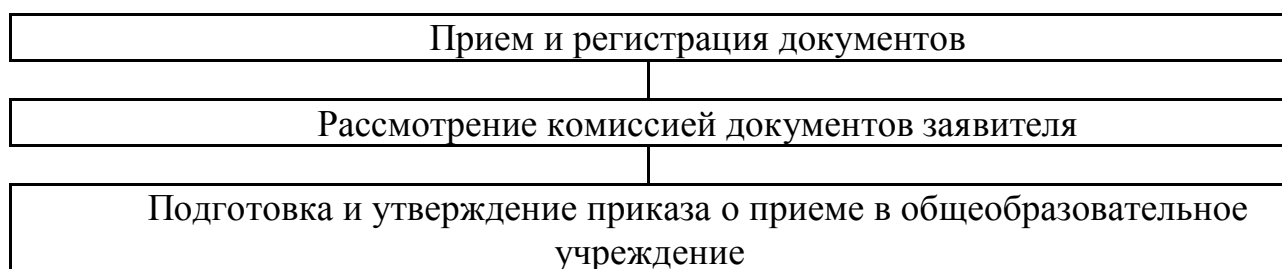 Прием и регистрация документов
Рассмотрение комиссией документов заявителя
Подготовка и утверждение приказа о приеме в общеобразовательное
учреждение